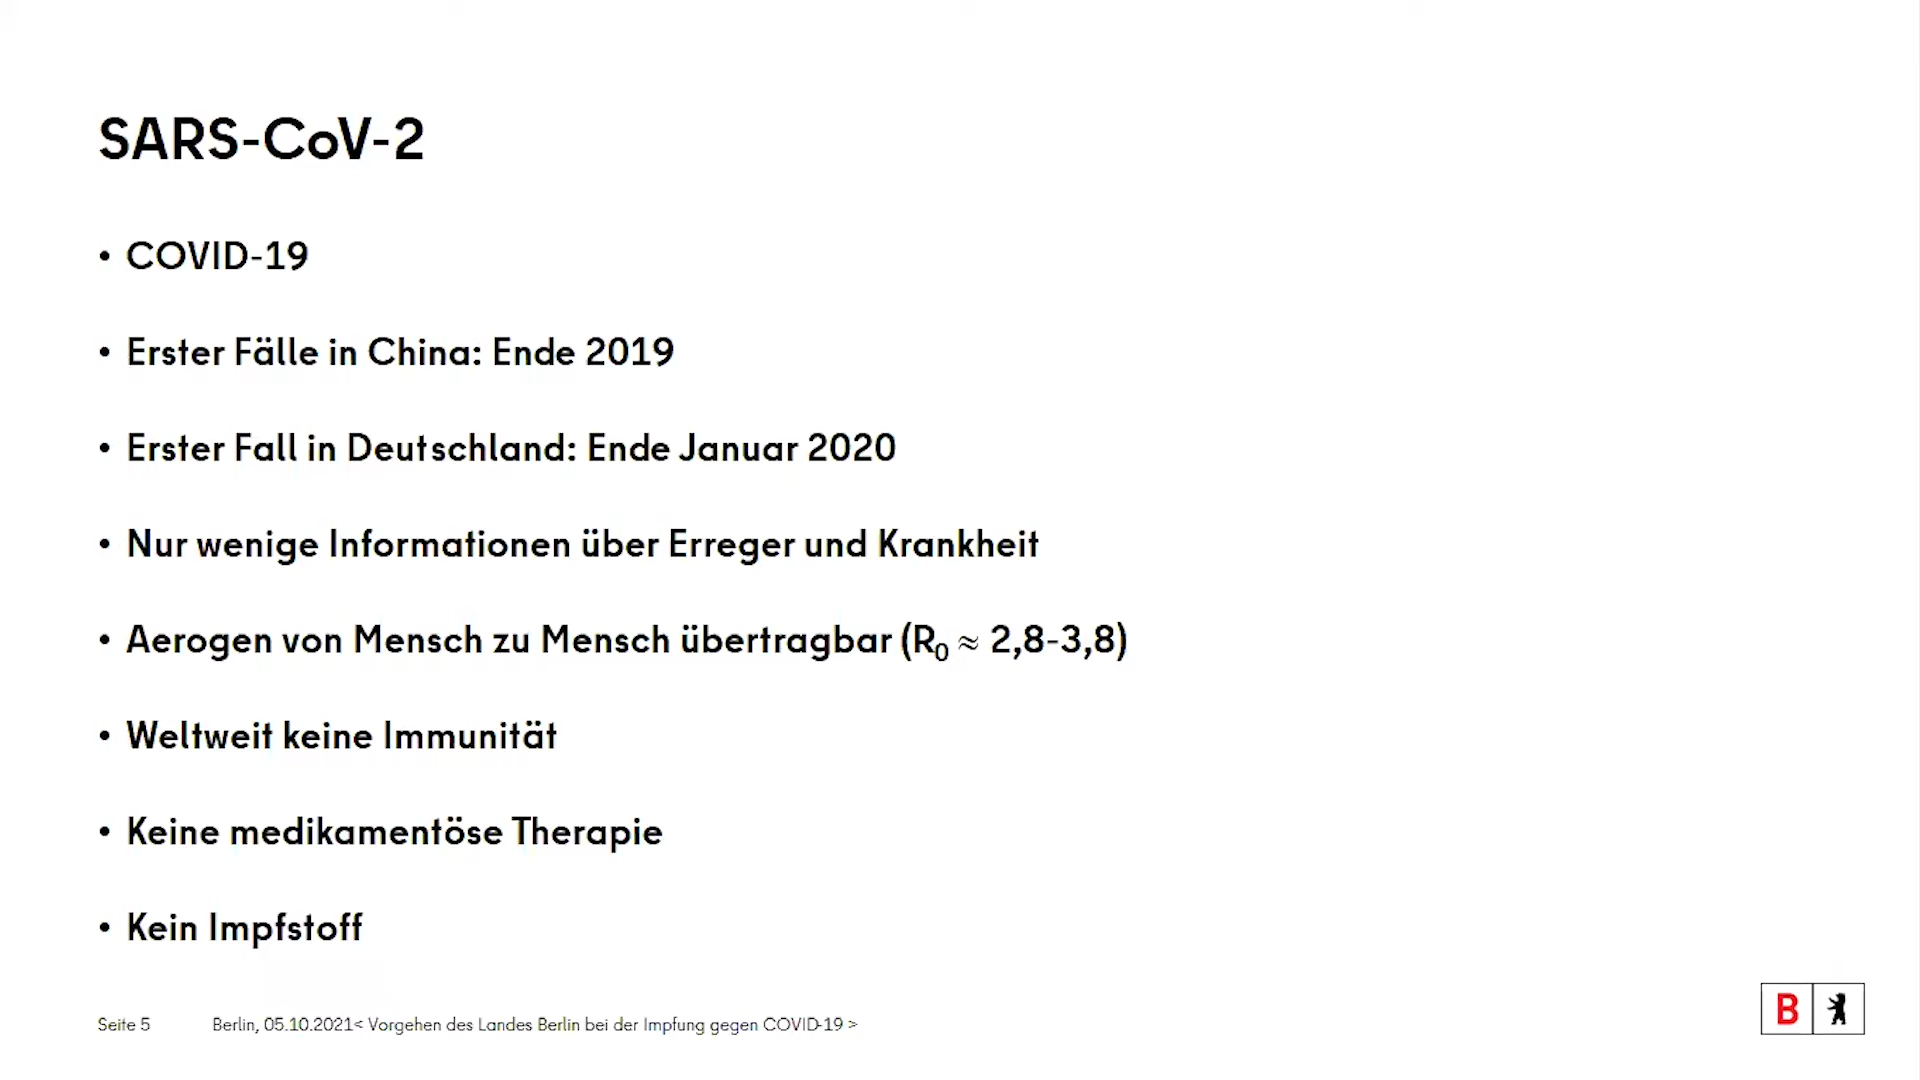 SARS-CoV-2
• COVID-19
• Erster Fälle in China: Ende 2019
• Erster Fall in Deutschland: Ende Januar 2020
• Nur wenige Informationen über Erreger und Krankheit
• Aerogen von Mensch zu Mensch übertragbar (R₀ ≈ 2,8-3,8)
• Weltweit keine Immunität
• Keine medikamentöse Therapie
• Kein Impfstoff
Seite 5 Berlin, 05.10.2021< Vorgehen des Landes Berlin bei der Impfung gegen COVID-19 >
B